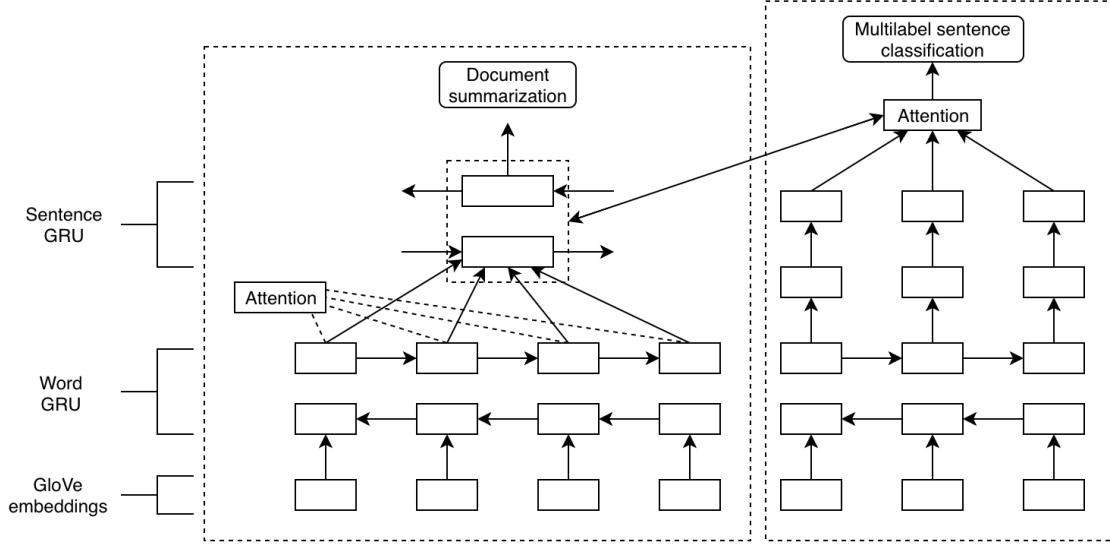 Multilabel sentence
classification
Document
summarization
Attention
Sentence
GRU
Attention
Word
GRU
GloVe
embeddings